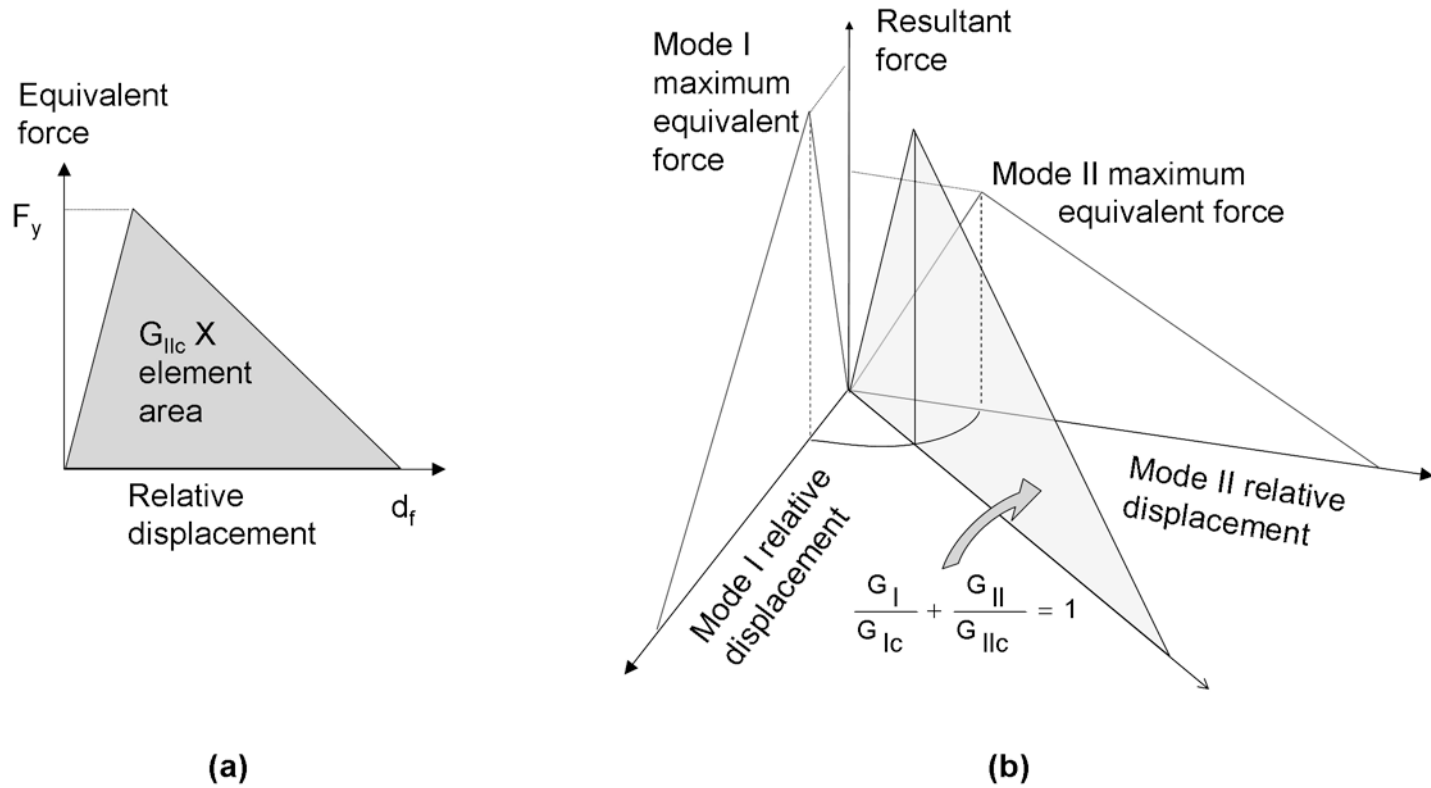 Equivalent
force
F_y
G_IIc X
element
area
Relative
displacement
d_f
(a)
Mode I
maximum
equivalent
force
Resultant
force
Mode II maximum
equivalent force
Mode I relative
displacement
Mode II relative
displacement
G_I / G_Ic + G_II / G_IIc = 1
(b)